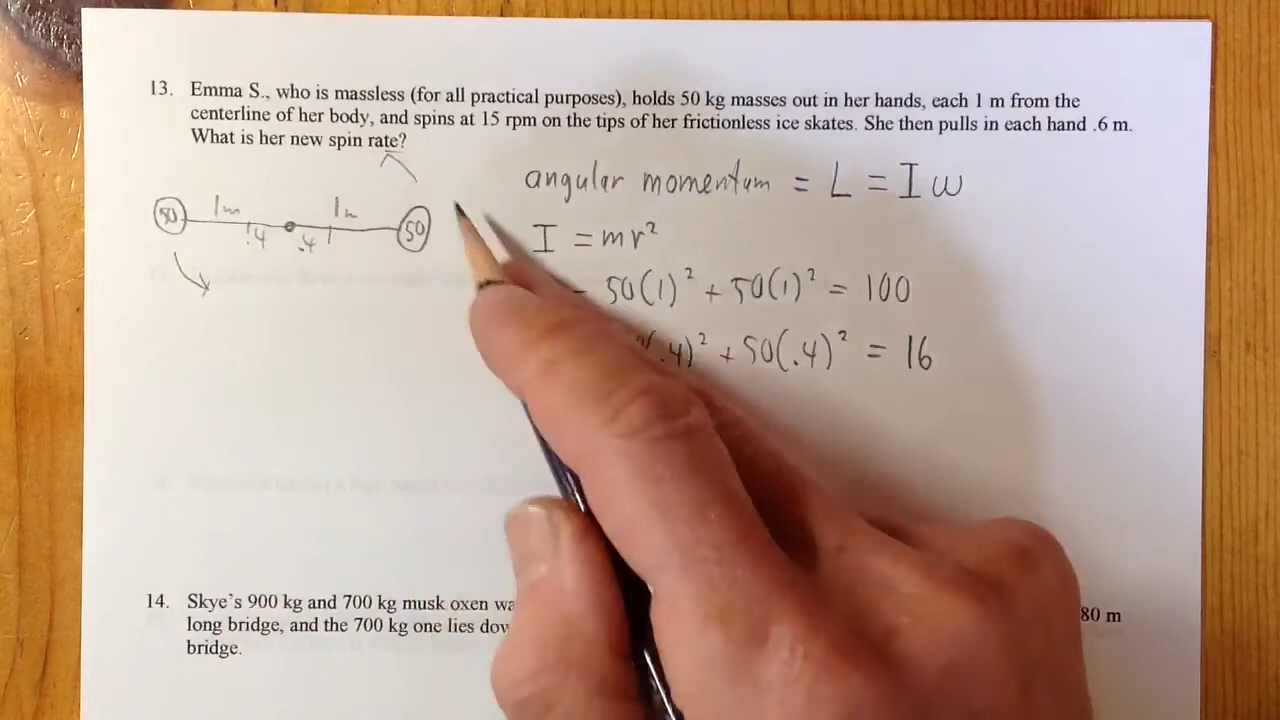 13. Emma S., who is massless (for all practical purposes), holds 50 kg masses out in her hands, each 1 m from the
centerline of her body, and spins at 15 rpm on the tips of her frictionless ice skates. She then pulls in each hand .6 m.
What is her new spin rate?
angular momentum = L = I ω
1m 1m
50 .4 .4 50
I = mr²
50(1)² + 50(1)² = 100
.4)² + 50(.4)² = 16
14. Skye's 900 kg and 700 kg musk oxen 80 m
long bridge, and the 700 kg one lies
bridge.